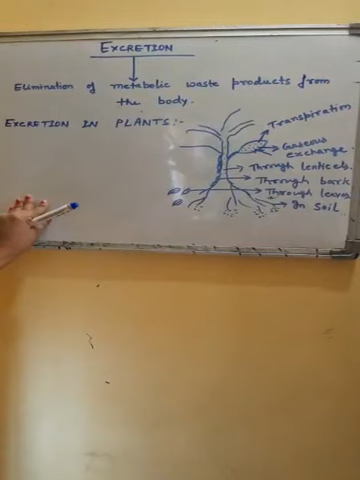 EXCRETION
Elimination of metabolic waste products from
the body.
EXCRETION IN PLANTS:-
Transpiration
Gaseous
exchange.
Through lenticels
Through bark
Through leaves
In Soil